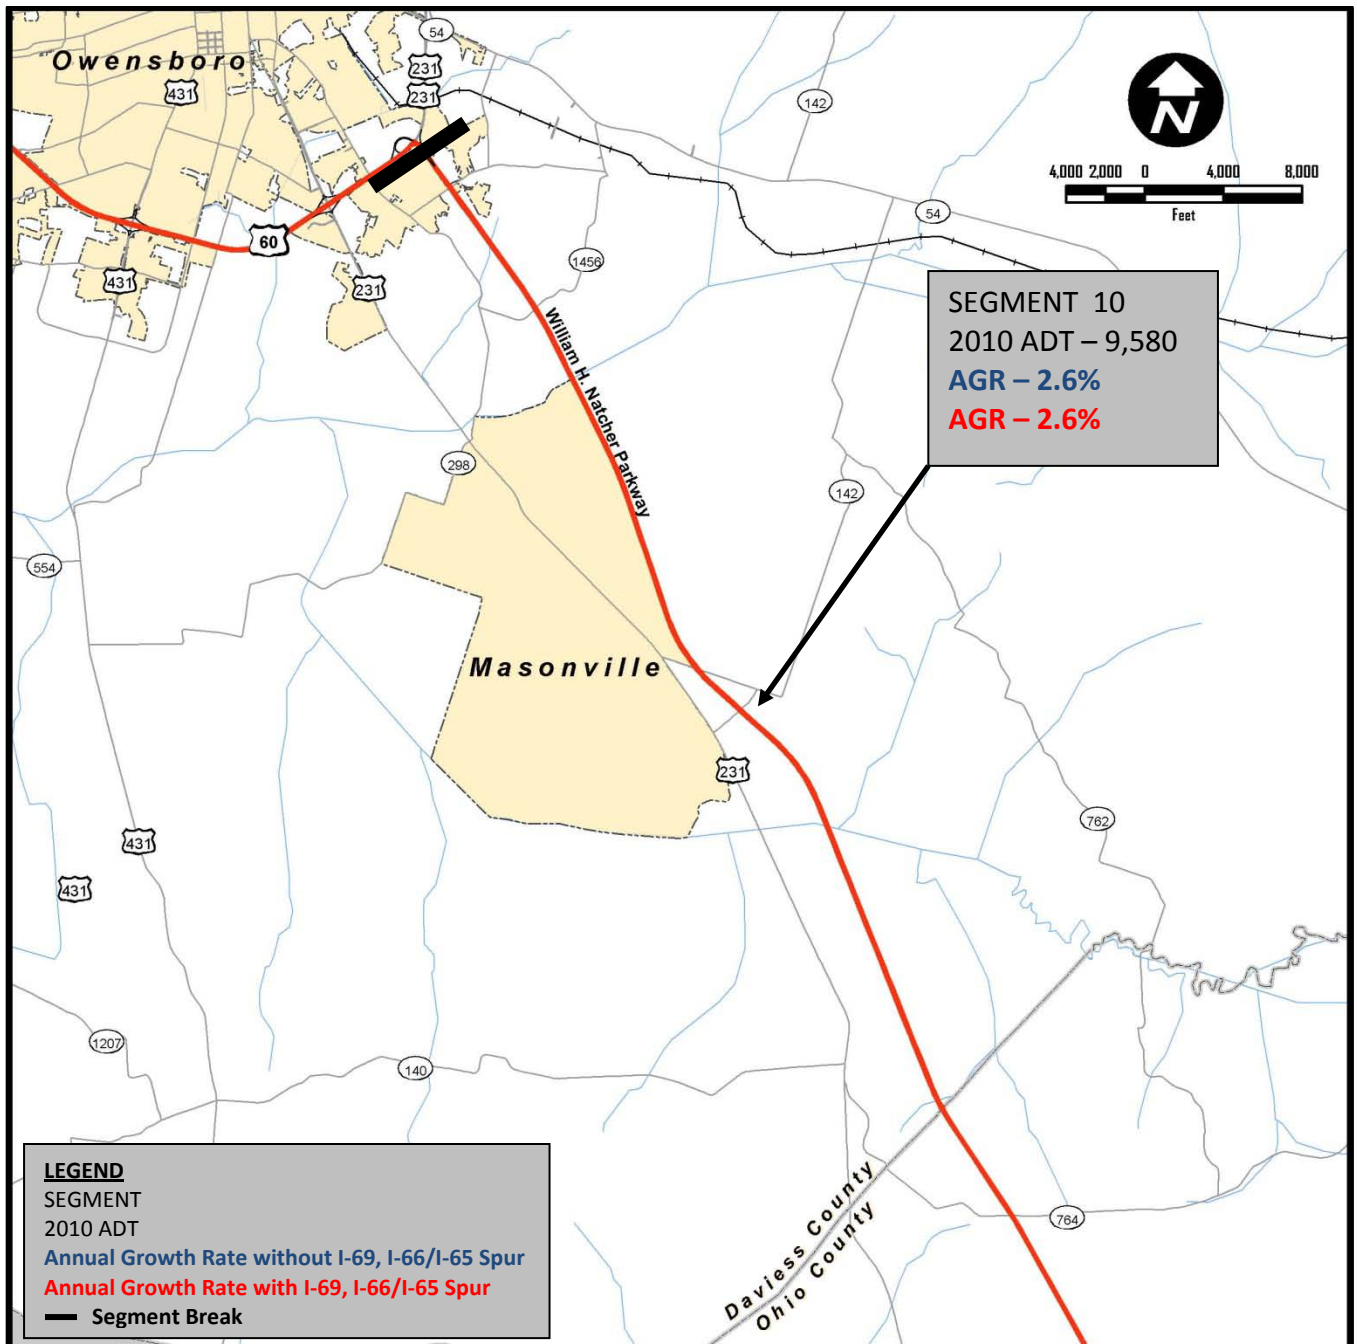 54
Owensboro
231
431
231
142
N
4,000 2,000 0 4,000 8,000
Feet
54
60
1456
431
231
SEGMENT 10
2010 ADT – 9,580
AGR – 2.6%
AGR – 2.6%
William H. Natcher Parkway
298
142
554
Masonville
231
762
431
431
1207
140
Daviess County
Ohio County
764
LEGEND
SEGMENT
2010 ADT
Annual Growth Rate without I-69, I-66/I-65 Spur
Annual Growth Rate with I-69, I-66/I-65 Spur
Segment Break